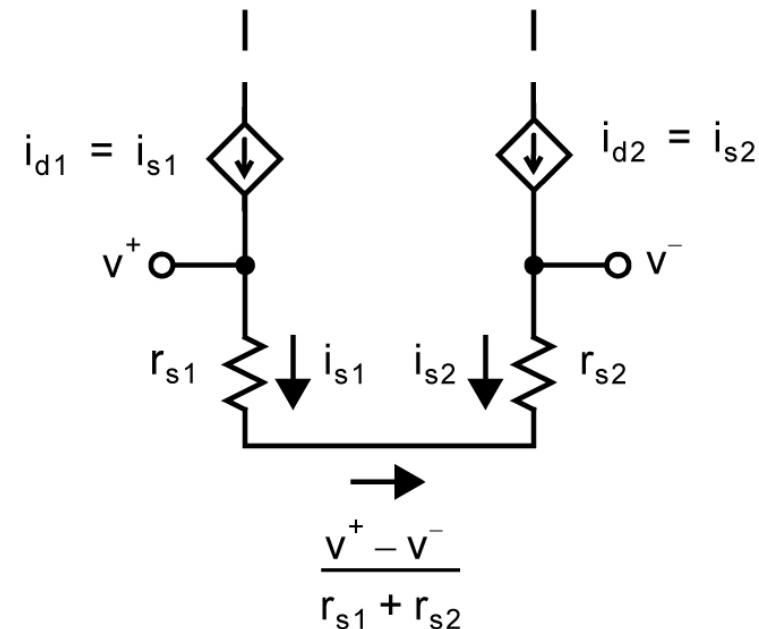 i_d1 = i_s1
i_d2 = i_s2
v^+
v^−
r_s1
i_s1
i_s2
r_s2
v^+ − v^−
r_s1 + r_s2